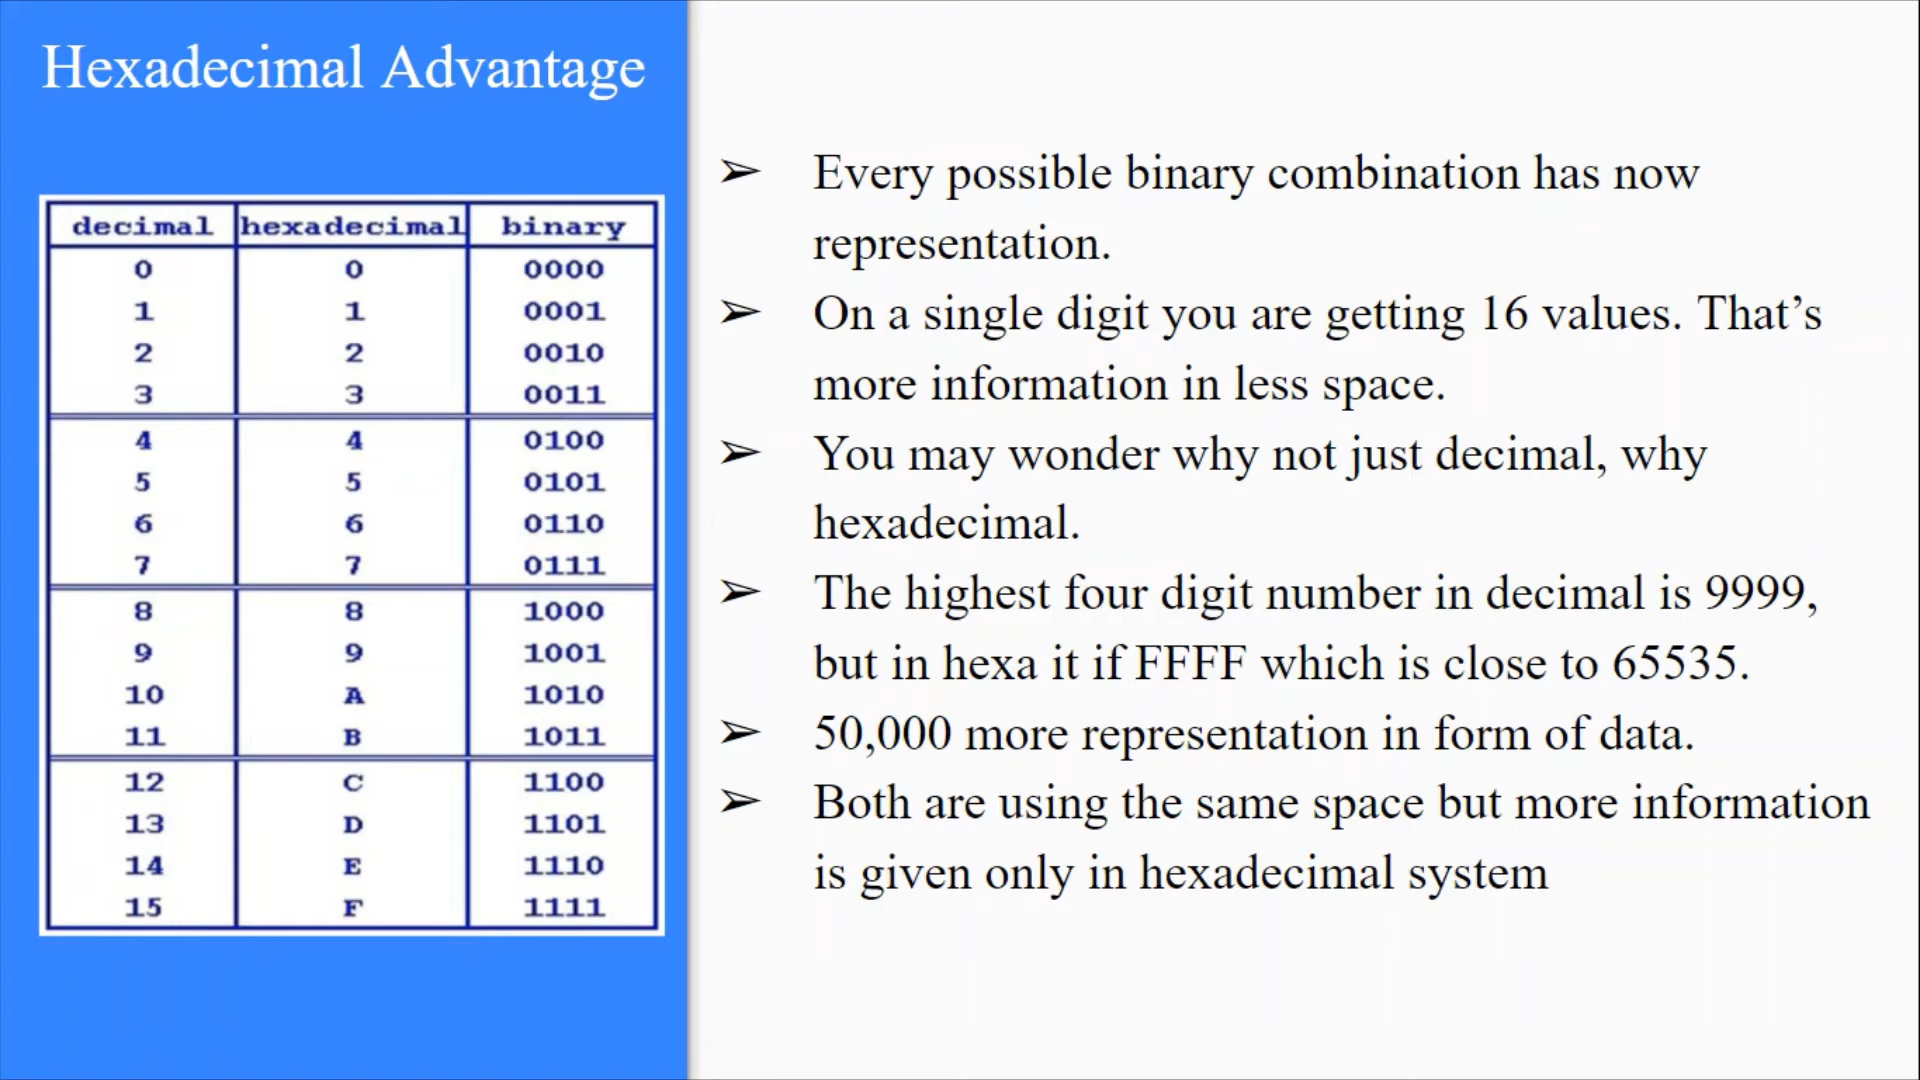 Hexadecimal Advantage
decimal hexadecimal binary
0 0 0000
1 1 0001
2 2 0010
3 3 0011
4 4 0100
5 5 0101
6 6 0110
7 7 0111
8 8 1000
9 9 1001
10 A 1010
11 B 1011
12 C 1100
13 D 1101
14 E 1110
15 F 1111
➢ Every possible binary combination has now
representation.
➢ On a single digit you are getting 16 values. That’s
more information in less space.
➢ You may wonder why not just decimal, why
hexadecimal.
➢ The highest four digit number in decimal is 9999,
but in hexa it if FFFF which is close to 65535.
➢ 50,000 more representation in form of data.
➢ Both are using the same space but more information
is given only in hexadecimal system